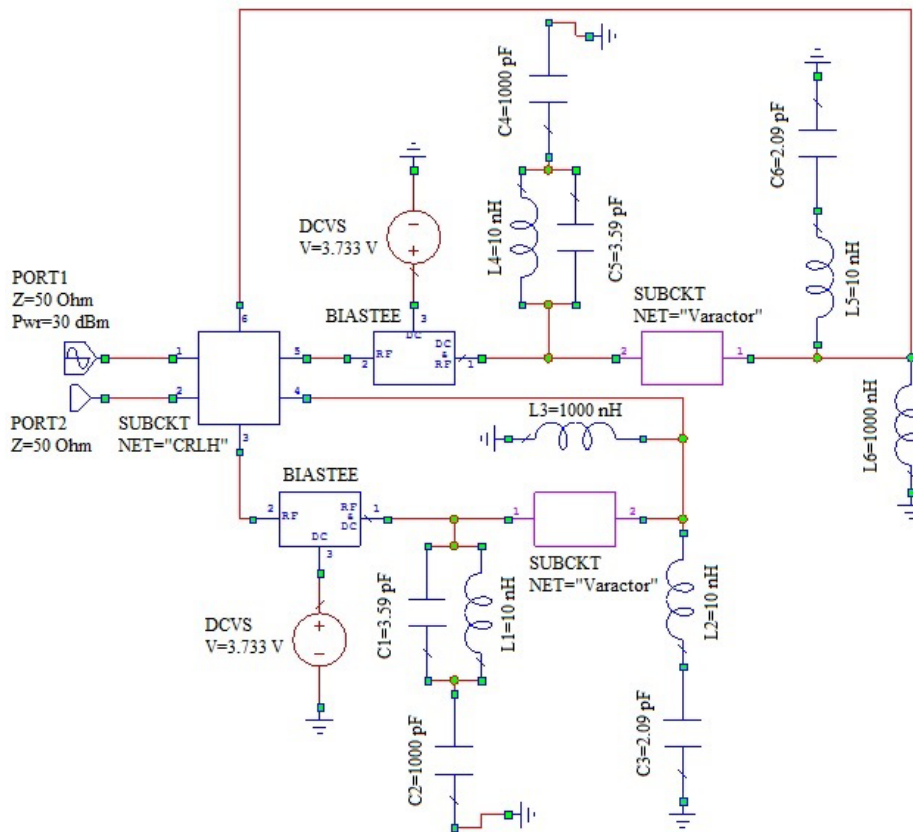 C4=1000 pF
C6=2.09 pF
DCVS
V=3.733 V
L4=10 nH
C5=3.59 pF
L5=10 nH
PORT1
Z=50 Ohm
Pwr=30 dBm
6
BIASTEE
3
DC
SUBCKT
NET="Varactor"
1
5
2
RF
DC
&
RF
1
2
1
2
4
PORT2
Z=50 Ohm
SUBCKT
NET="CRLH"
3
L3=1000 nH
L6=1000 nH
BIASTEE
2
RF
RF
&
DC
1
DC
3
1
2
SUBCKT
NET="Varactor"
DCVS
V=3.733 V
C1=3.59 pF
L1=10 nH
L2=10 nH
C2=1000 pF
C3=2.09 pF